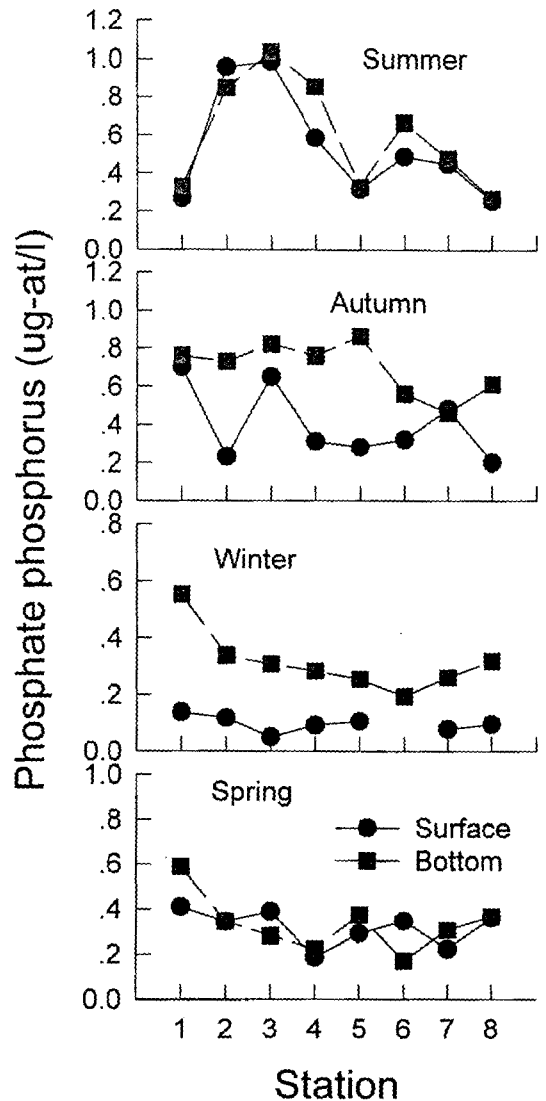 Phosphate phosphorus (ug-at/l)
1.2
1.0
.8
.6
.4
.2
0.0
Summer
1.2
1.0
.8
.6
.4
.2
0.0
Autumn
.8
.6
.4
.2
0.0
Winter
1.0
.8
.6
.4
.2
0.0
Spring
Surface
Bottom
1 2 3 4 5 6 7 8
Station